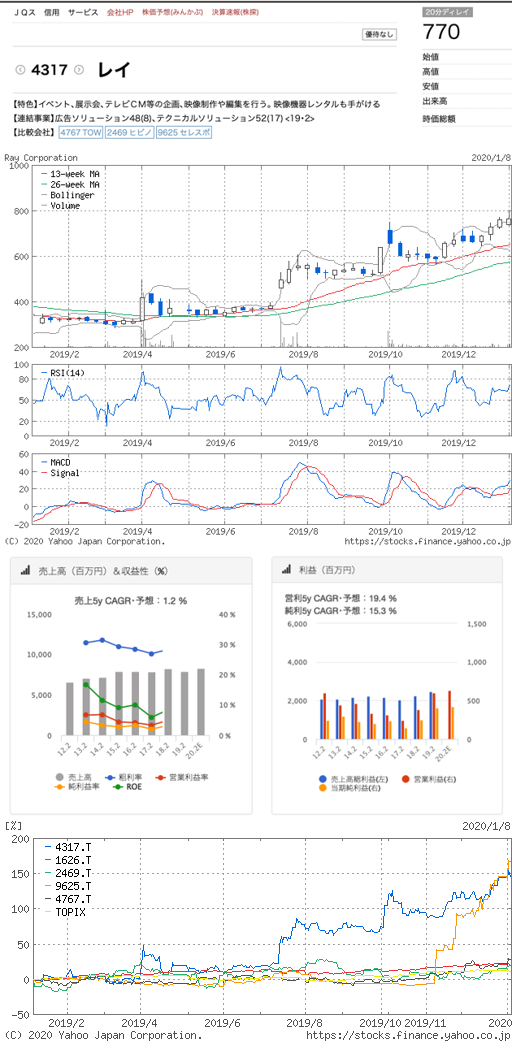 JQス 信用 サービス 会社HP 株価予想(みんかぶ) 決算速報(株探)
20分ディレイ
770
優待なし
4317 レイ
始値
高値
安値
出来高
時価総額
【特色】イベント、展示会、テレビCM等の企画、映像制作や編集を行う。映像機器レンタルも手がける
【連結事業】広告ソリューション48(8)、テクニカルソリューション52(17) <19・2>
【比較会社】 4767 TOW 2469 ヒビノ 9625 セレスポ
Ray Corporation 2020/1/8
1000
800
600
400
200
13-week MA
26-week MA
Bollinger
Volume
2019/2 2019/4 2019/6 2019/8 2019/10 2019/12
100
80
60
40
20
0
RSI(14)
2019/2 2019/4 2019/6 2019/8 2019/10 2019/12
60
50
40
30
20
10
0
-10
-20
MACD
Signal
2019/2 2019/4 2019/6 2019/8 2019/10 2019/12
(C) 2020 Yahoo Japan Corporation. https://stocks.finance.yahoo.co.jp
売上高（百万円）＆収益性（%）
売上5y CAGR・予想：1.2 %
15,000
10,000
5,000
0
40 %
30 %
20 %
10 %
0 %
12.2 13.2 14.2 15.2 16.2 17.2 18.2 19.2 20.2E
売上高 粗利率 営業利益率
純利益率 ROE
利益（百万円）
営利5y CAGR・予想：19.4 %
純利5y CAGR・予想：15.3 %
6,000
4,000
2,000
0
1,500
1,000
500
0
12.2 13.2 14.2 15.2 16.2 17.2 18.2 19.2 20.2E
売上高総利益(左) 営業利益(右)
当期純利益(右)
[%] 2020/1/8
200
150
100
50
0
-50
4317.T
1626.T
2469.T
9625.T
4767.T
TOPIX
2019/2 2019/4 2019/6 2019/8 2019/10 2019/11 2020
(C) 2020 Yahoo Japan Corporation. https://stocks.finance.yahoo.co.jp